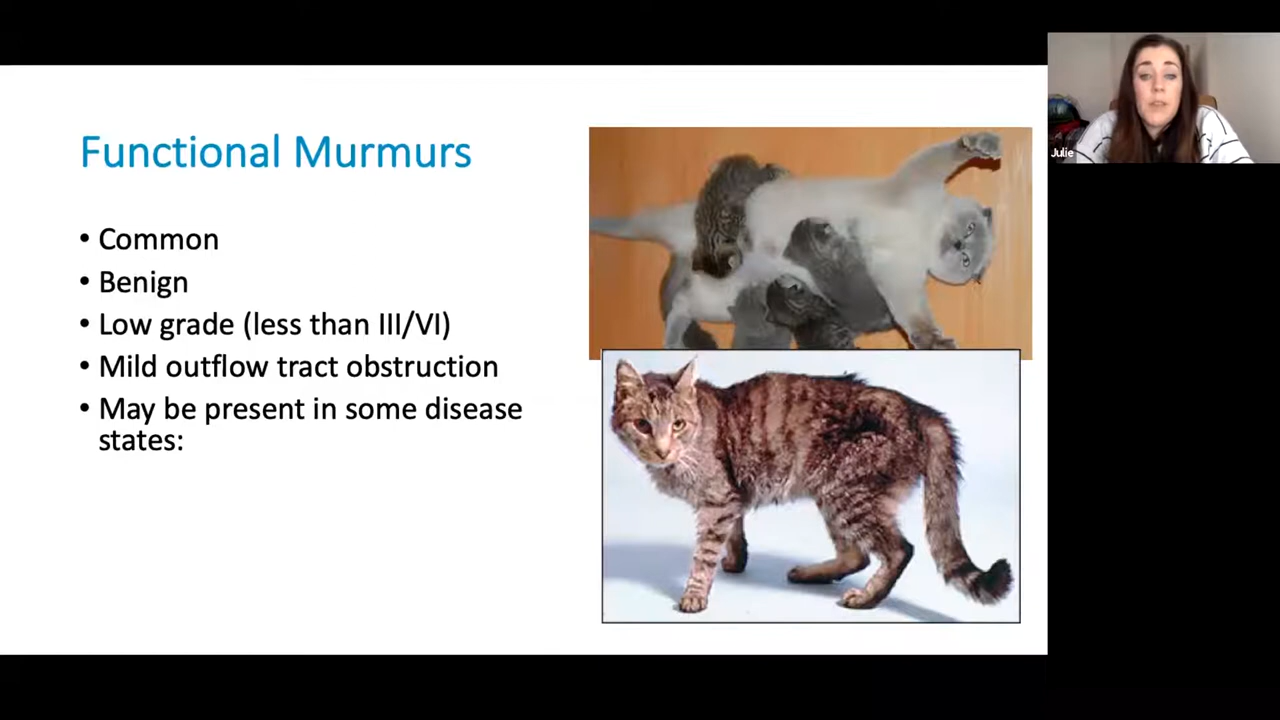 Functional Murmurs
• Common
• Benign
• Low grade (less than III/VI)
• Mild outflow tract obstruction
• May be present in some disease
states:
Julie